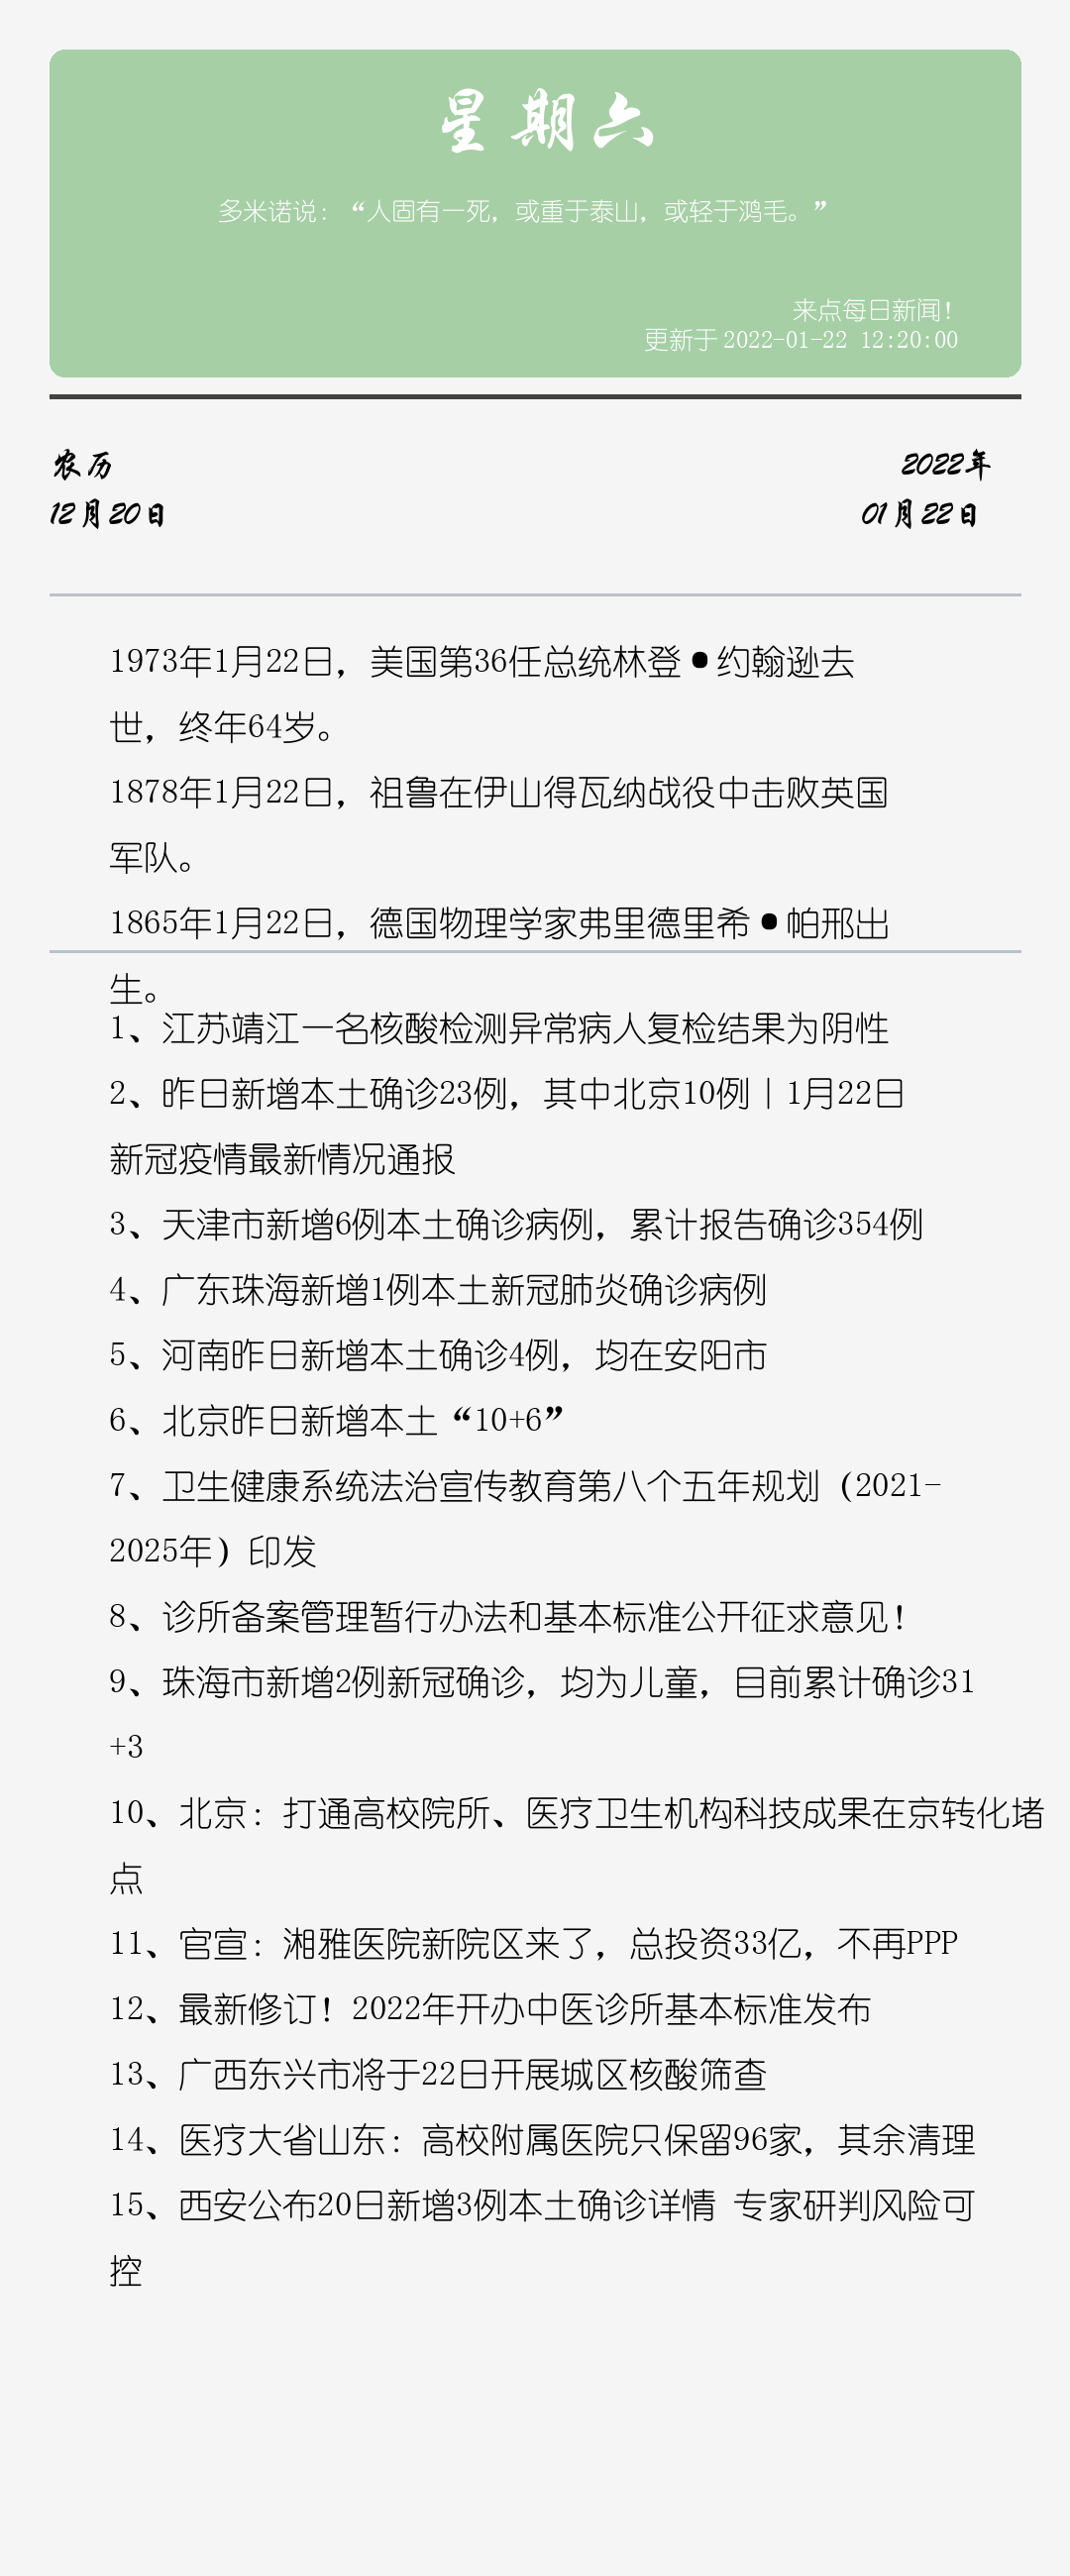 星期六
多米诺说：“人固有一死，或重于泰山，或轻于鸿毛。”
来点每日新闻！
更新于 2022-01-22 12:20:00
农历
2022年
12月20日
01月22日
1973年1月22日，美国第36任总统林登•约翰逊去
世，终年64岁。
1878年1月22日，祖鲁在伊山得瓦纳战役中击败英国
军队。
1865年1月22日，德国物理学家弗里德里希•帕邢出
生。
1、江苏靖江一名核酸检测异常病人复检结果为阴性
2、昨日新增本土确诊23例，其中北京10例丨1月22日
新冠疫情最新情况通报
3、天津市新增6例本土确诊病例，累计报告确诊354例
4、广东珠海新增1例本土新冠肺炎确诊病例
5、河南昨日新增本土确诊4例，均在安阳市
6、北京昨日新增本土“10+6”
7、卫生健康系统法治宣传教育第八个五年规划（2021-
2025年）印发
8、诊所备案管理暂行办法和基本标准公开征求意见！
9、珠海市新增2例新冠确诊，均为儿童，目前累计确诊31
+3
10、北京：打通高校院所、医疗卫生机构科技成果在京转化堵
点
11、官宣：湘雅医院新院区来了，总投资33亿，不再PPP
12、最新修订！2022年开办中医诊所基本标准发布
13、广西东兴市将于22日开展城区核酸筛查
14、医疗大省山东：高校附属医院只保留96家，其余清理
15、西安公布20日新增3例本土确诊详情 专家研判风险可
控